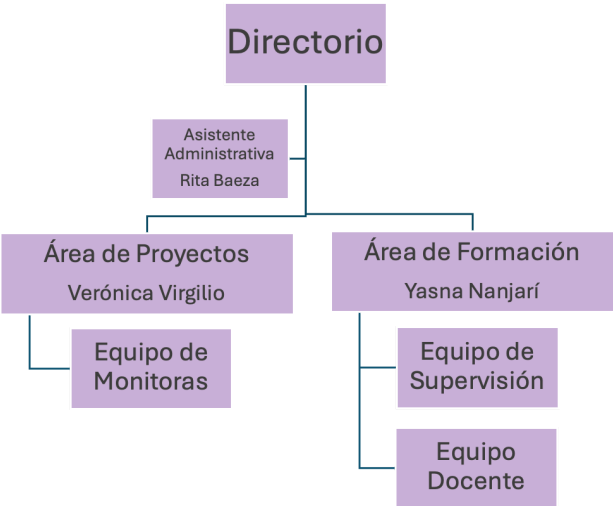 Directorio
Asistente
Administrativa
Rita Baeza
Área de Proyectos
Verónica Virgilio
Área de Formación
Yasna Nanjarí
Equipo de
Monitoras
Equipo de
Supervisión
Equipo
Docente